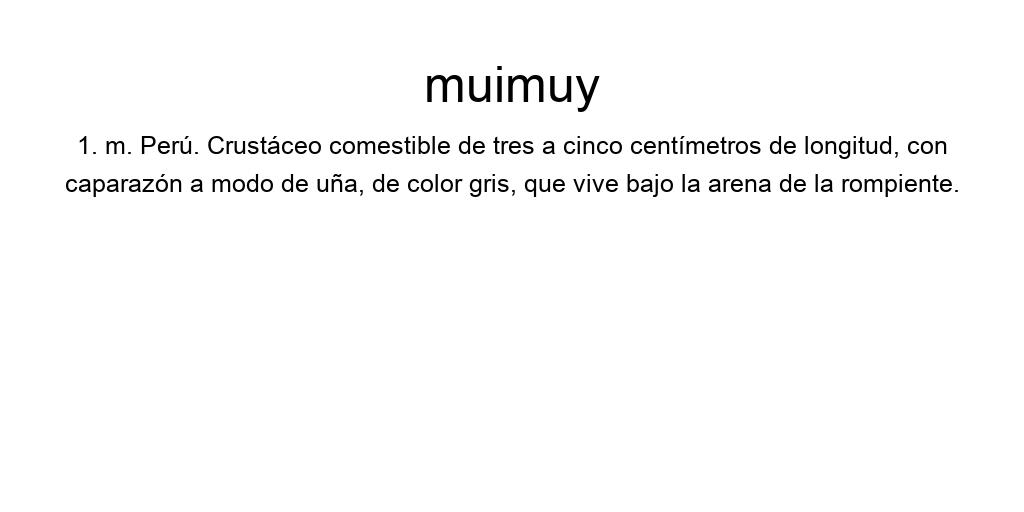 muimuy
1. m. Perú. Crustáceo comestible de tres a cinco centímetros de longitud, con
caparazón a modo de uña, de color gris, que vive bajo la arena de la rompiente.